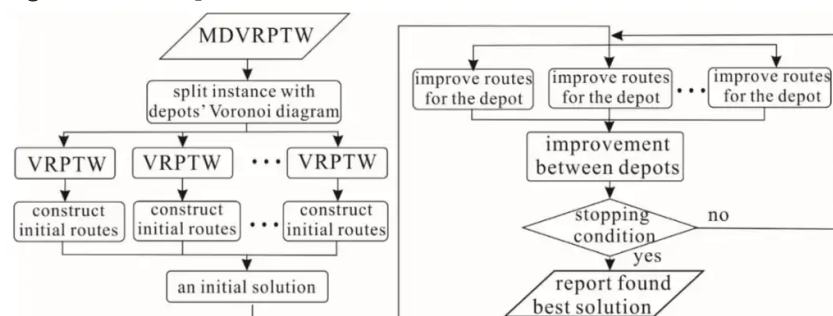 MDVRPTW
split instance with
depots' Voronoi diagram
VRPTW
VRPTW
...
VRPTW
construct
initial routes
construct
initial routes
...
construct
initial routes
an initial solution
improve routes
for the depot
improve routes
for the depot
...
improve routes
for the depot
improvement
between depots
stopping
condition
no
yes
report found
best solution